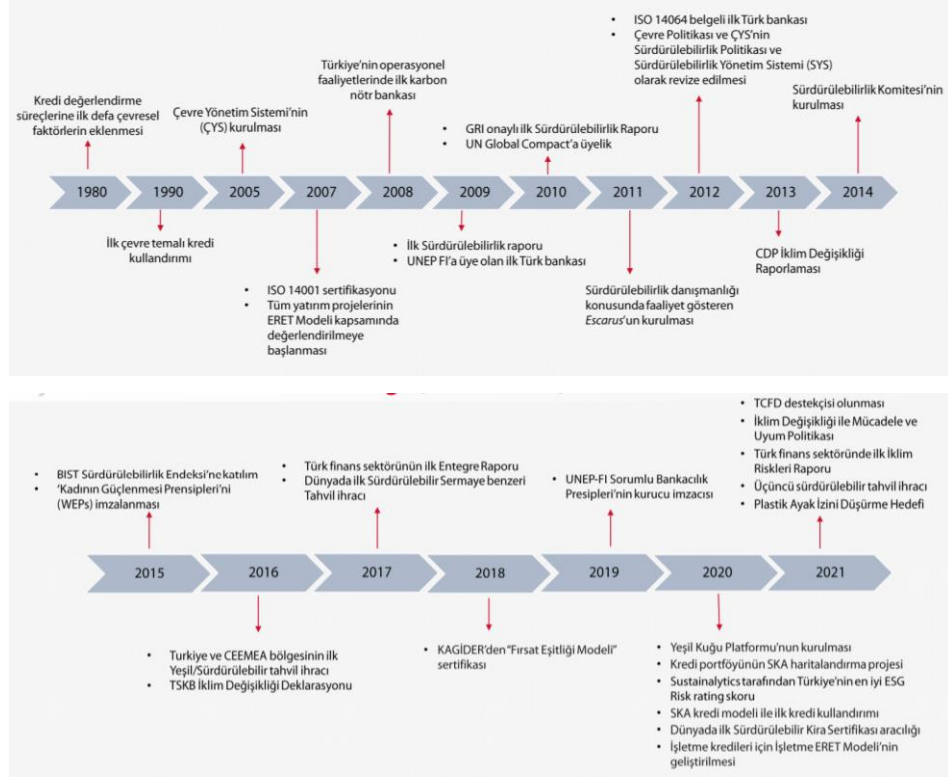 Kredi değerlendirme
süreçlerine ilk defa çevresel
faktörlerin eklenmesi
Çevre Yönetim Sistemi'nin
(ÇYS) kurulması
Türkiye'nin operasyonel
faaliyetlerinde ilk karbon
nötr bankası
• GRI onaylı ilk Sürdürülebilirlik Raporu
• UN Global Compact'a üyelik
• ISO 14064 belgeli ilk Türk bankası
• Çevre Politikası ve ÇYS'nin
Sürdürülebilirlik Politikası ve
Sürdürülebilirlik Yönetim Sistemi (SYS)
olarak revize edilmesi
Sürdürülebilirlik Komitesi'nin
kurulması
1980 1990 2005 2007 2008 2009 2010 2011 2012 2013 2014
İlk çevre temalı kredi
kullandırımı
• ISO 14001 sertifikasyonu
• Tüm yatırım projelerinin
ERET Modeli kapsamında
değerlendirilmeye
başlanması
• İlk Sürdürülebilirlik raporu
• UNEP FI'a üye olan ilk Türk bankası
Sürdürülebilirlik danışmanlığı
konusunda faaliyet gösteren
Escarus'un kurulması
CDP İklim Değişikliği
Raporlaması
• BIST Sürdürülebilirlik Endeksi'ne katılım
• 'Kadının Güçlenmesi Prensipleri'ni
(WEPs) imzalanması
• Türk finans sektörünün ilk Entegre Raporu
• Dünyada ilk Sürdürülebilir Sermaye benzeri
Tahvil ihracı
• UNEP-FI Sorumlu Bankacılık
Presipleri'nin kurucu imzacısı
• TCFD destekçisi olunması
• İklim Değişikliği ile Mücadele ve
Uyum Politikası
• Türk finans sektöründe ilk İklim
Riskleri Raporu
• Üçüncü sürdürülebilir tahvil ihracı
• Plastik Ayak İzini Düşürme Hedefi
2015 2016 2017 2018 2019 2020 2021
• Turkiye ve CEEMEA bölgesinin ilk
Yeşil/Sürdürülebilir tahvil ihracı
• TSKB İklim Değişikliği Deklarasyonu
• KAGİDER'den "Fırsat Eşitliği Modeli"
sertifikası
• Yeşil Kuğu Platformu'nun kurulması
• Kredi portföyünün SKA haritalandırma projesi
• Sustainalytics tarafından Türkiye'nin en iyi ESG
Risk rating skoru
• SKA kredi modeli ile ilk kredi kullandırımı
• Dünyada ilk Sürdürülebilir Kira Sertifikası aracılığı
• İşletme kredileri için İşletme ERET Modeli'nin
geliştirilmesi